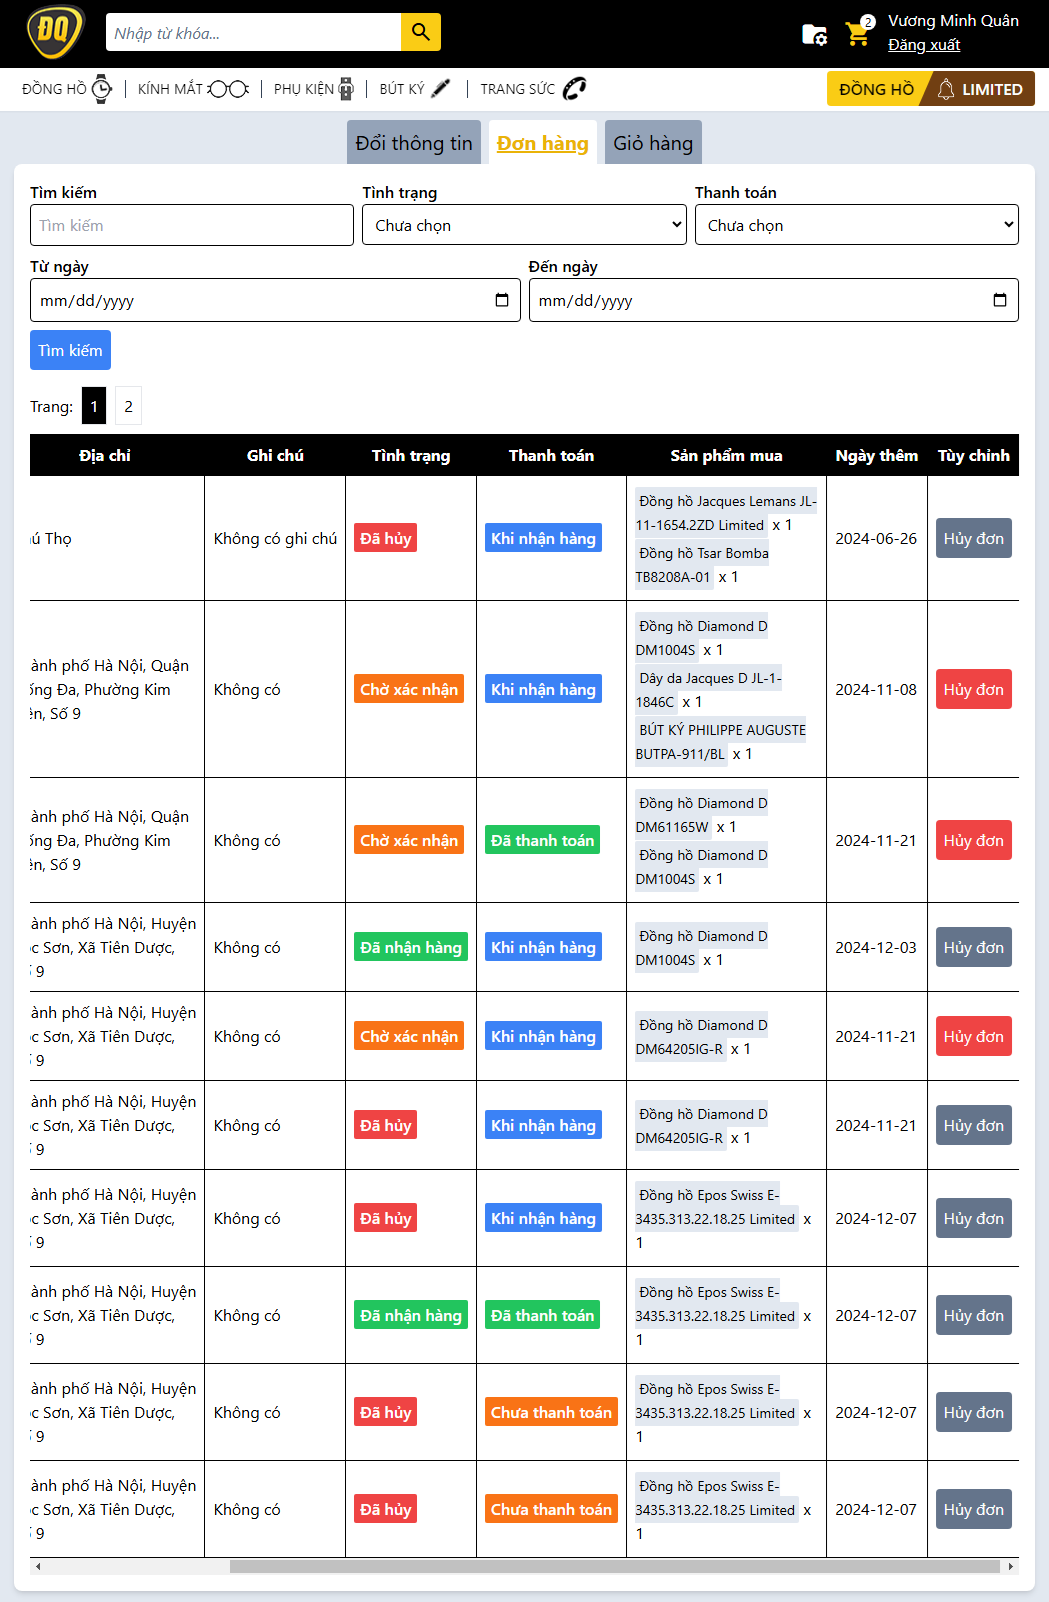 ĐQ
Nhập từ khóa...
2
Vương Minh Quân
Đăng xuất
ĐỒNG HỒ
KÍNH MẮT
PHỤ KIỆN
BÚT KÝ
TRANG SỨC
ĐỒNG HỒ
LIMITED
Đổi thông tin
Đơn hàng
Giỏ hàng
Tìm kiếm
Tình trạng
Thanh toán
Tìm kiếm
Chưa chọn
Chưa chọn
Từ ngày
Đến ngày
mm/dd/yyyy
mm/dd/yyyy
Tìm kiếm
Trang: 1 2
Địa chỉ Ghi chú Tình trạng Thanh toán Sản phẩm mua Ngày thêm Tùy chỉnh
Thọ
Không có ghi chú
Đã hủy
Khi nhận hàng
Đồng hồ Jacques Lemans JL-
11-1654.2ZD Limited x 1
Đồng hồ Tsar Bomba
TB8208A-01 x 1
2024-06-26
Hủy đơn
ành phố Hà Nội, Quận
ống Đa, Phường Kim
ên, Số 9
Không có
Chờ xác nhận
Khi nhận hàng
Đồng hồ Diamond D
DM1004S x 1
Dây da Jacques D JL-1-
1846C x 1
BÚT KÝ PHILIPPE AUGUSTE
BUTPA-911/BL x 1
2024-11-08
Hủy đơn
ành phố Hà Nội, Quận
ống Đa, Phường Kim
ên, Số 9
Không có
Chờ xác nhận
Đã thanh toán
Đồng hồ Diamond D
DM61165W x 1
Đồng hồ Diamond D
DM1004S x 1
2024-11-21
Hủy đơn
ành phố Hà Nội, Huyện
óc Sơn, Xã Tiên Dược,
9
Không có
Đã nhận hàng
Khi nhận hàng
Đồng hồ Diamond D
DM1004S x 1
2024-12-03
Hủy đơn
ành phố Hà Nội, Huyện
óc Sơn, Xã Tiên Dược,
9
Không có
Chờ xác nhận
Khi nhận hàng
Đồng hồ Diamond D
DM64205IG-R x 1
2024-11-21
Hủy đơn
ành phố Hà Nội, Huyện
óc Sơn, Xã Tiên Dược,
9
Không có
Đã hủy
Khi nhận hàng
Đồng hồ Diamond D
DM64205IG-R x 1
2024-11-21
Hủy đơn
ành phố Hà Nội, Huyện
óc Sơn, Xã Tiên Dược,
9
Không có
Đã hủy
Khi nhận hàng
Đồng hồ Epos Swiss E-
3435.313.22.18.25 Limited x
1
2024-12-07
Hủy đơn
ành phố Hà Nội, Huyện
óc Sơn, Xã Tiên Dược,
9
Không có
Đã nhận hàng
Đã thanh toán
Đồng hồ Epos Swiss E-
3435.313.22.18.25 Limited x
1
2024-12-07
Hủy đơn
ành phố Hà Nội, Huyện
óc Sơn, Xã Tiên Dược,
9
Không có
Đã hủy
Chưa thanh toán
Đồng hồ Epos Swiss E-
3435.313.22.18.25 Limited x
1
2024-12-07
Hủy đơn
ành phố Hà Nội, Huyện
óc Sơn, Xã Tiên Dược,
9
Không có
Đã hủy
Chưa thanh toán
Đồng hồ Epos Swiss E-
3435.313.22.18.25 Limited x
1
2024-12-07
Hủy đơn